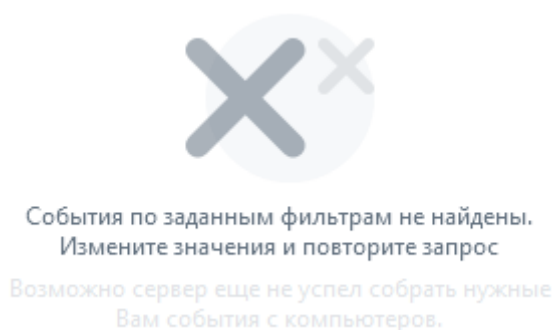 События по заданным фильтрам не найдены.
Измените значения и повторите запрос
Возможно сервер еще не успел собрать нужные
Вам события с компьютеров.